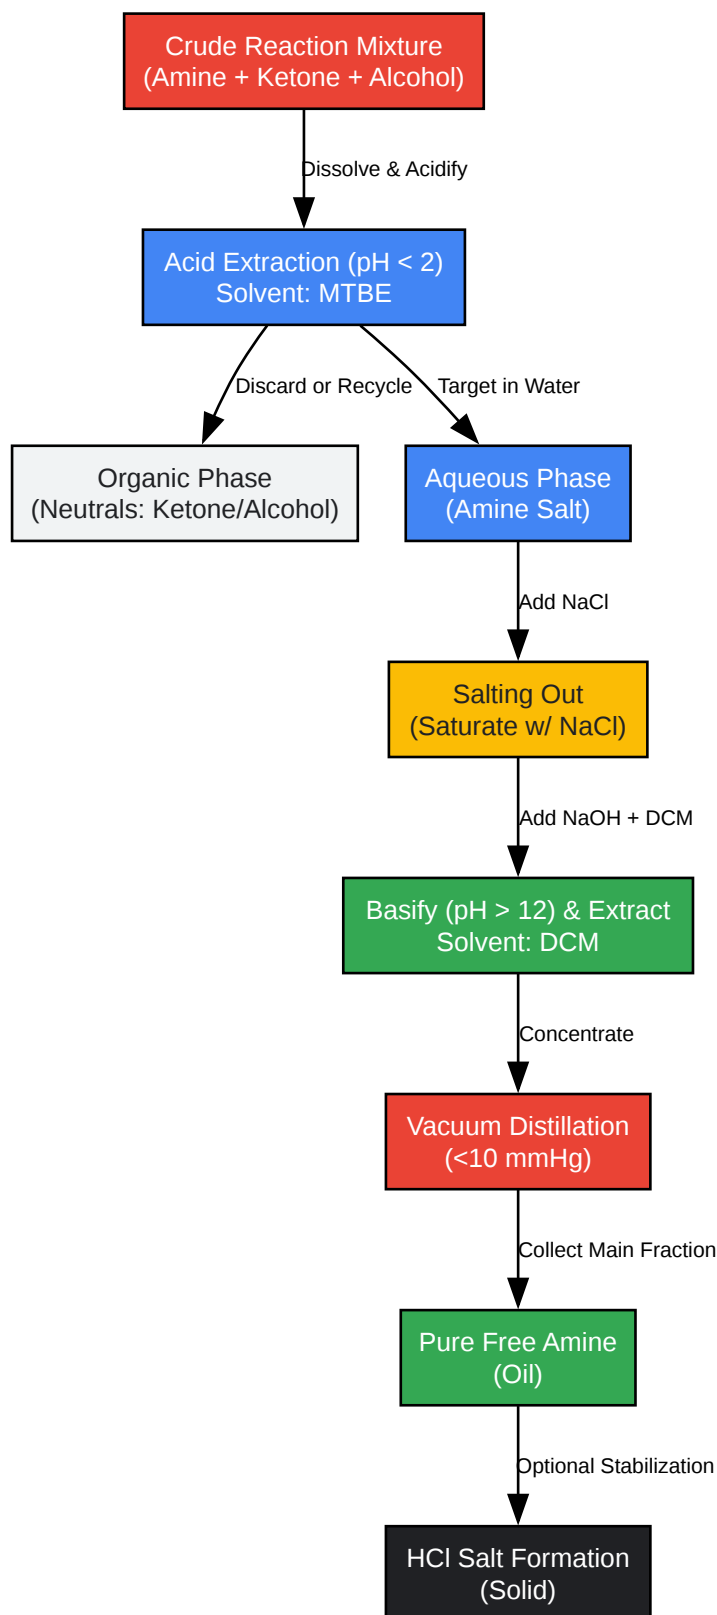 Crude Reaction Mixture
(Amine + Ketone + Alcohol)
Dissolve & Acidify
Acid Extraction (pH < 2)
Solvent: MTBE
Discard or Recycle
Target in Water
Organic Phase
(Neutrals: Ketone/Alcohol)
Aqueous Phase
(Amine Salt)
Add NaCl
Salting Out
(Saturate w/ NaCl)
Add NaOH + DCM
Basify (pH > 12) & Extract
Solvent: DCM
Concentrate
Vacuum Distillation
(<10 mmHg)
Collect Main Fraction
Pure Free Amine
(Oil)
Optional Stabilization
HCl Salt Formation
(Solid)